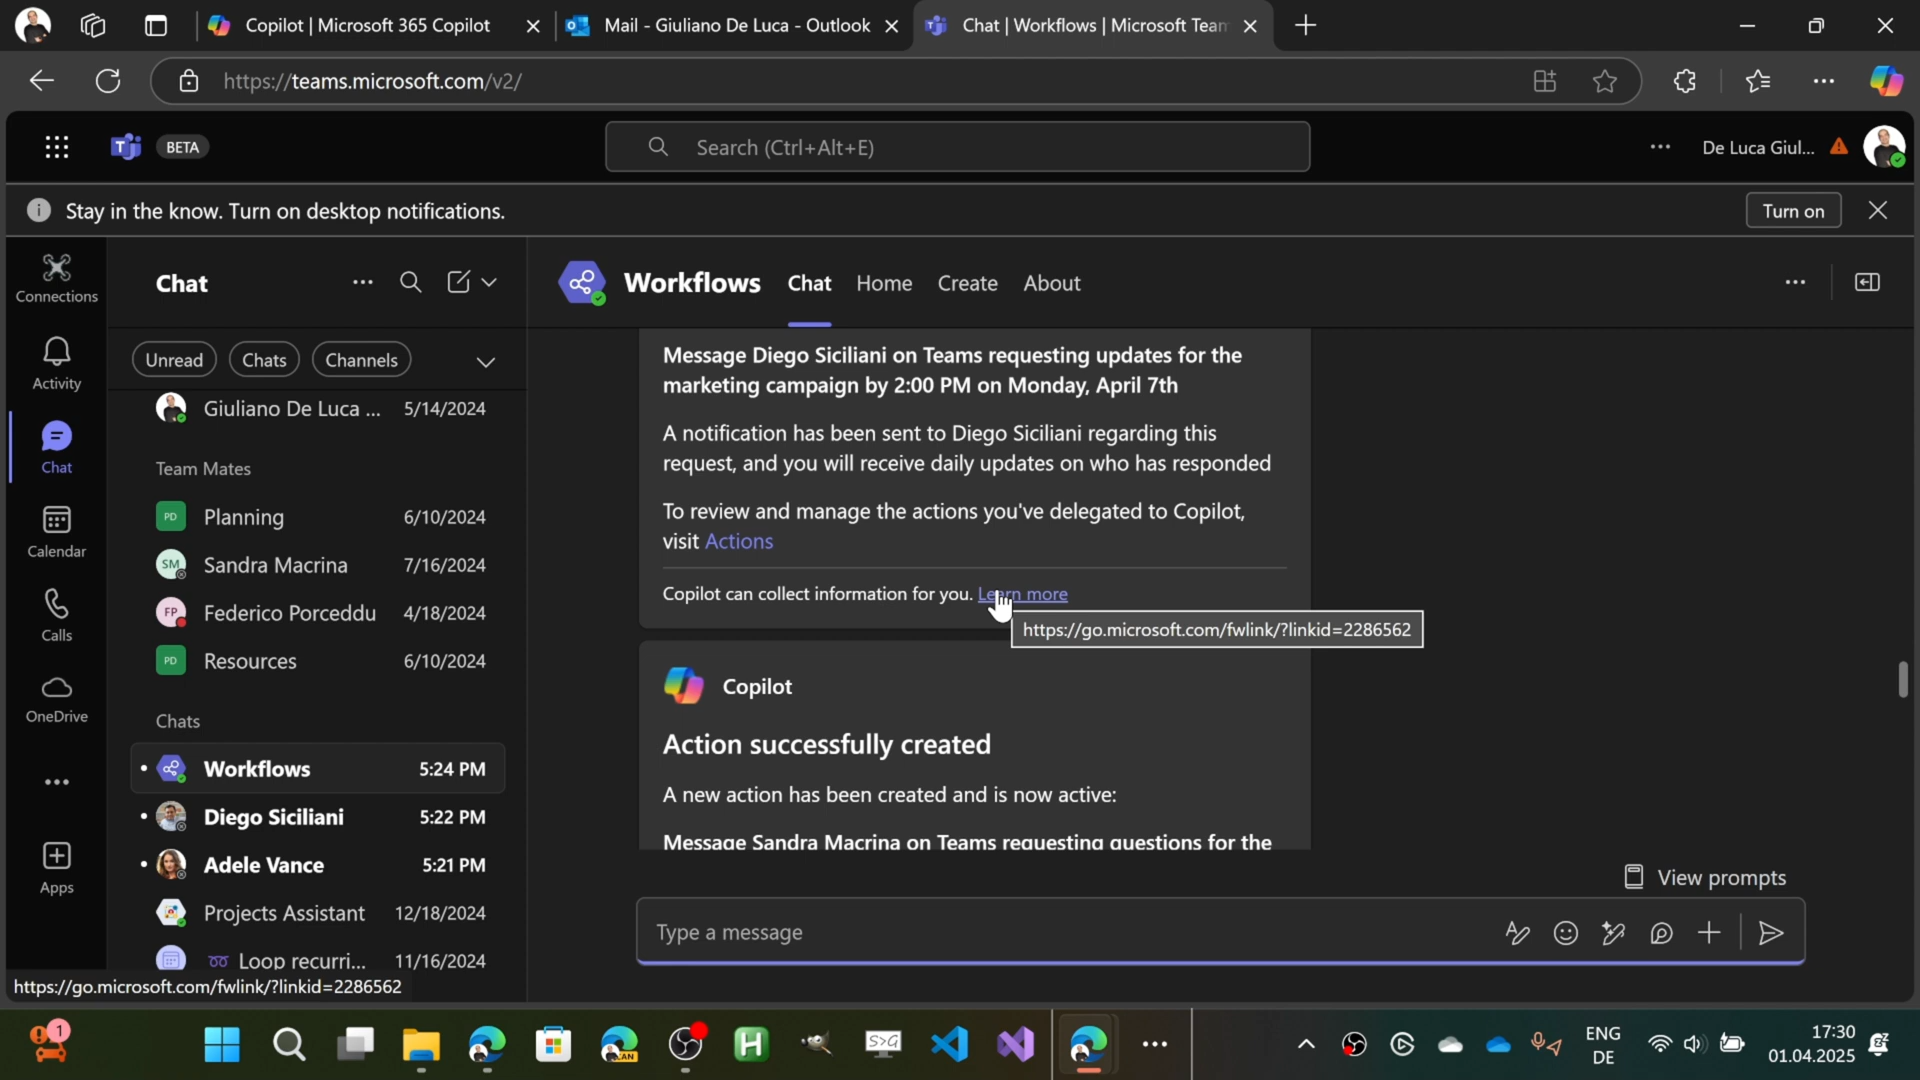 Copilot | Microsoft 365 Copilot
Mail - Giuliano De Luca - Outlook
Chat | Workflows | Microsoft Team
https://teams.microsoft.com/v2/
BETA
Search (Ctrl+Alt+E)
De Luca Giul...
Stay in the know. Turn on desktop notifications.
Turn on
Connections
Activity
Chat
Calendar
Calls
OneDrive
Apps
Chat
Unread
Chats
Channels
Giuliano De Luca ... 5/14/2024
Team Mates
PD Planning 6/10/2024
SM Sandra Macrina 7/16/2024
FP Federico Porceddu 4/18/2024
PD Resources 6/10/2024
Chats
Workflows 5:24 PM
Diego Siciliani 5:22 PM
Adele Vance 5:21 PM
Projects Assistant 12/18/2024
Loop recurri... 11/16/2024
https://go.microsoft.com/fwlink/?linkid=2286562
Workflows
Chat
Home
Create
About
Message Diego Siciliani on Teams requesting updates for the
marketing campaign by 2:00 PM on Monday, April 7th
A notification has been sent to Diego Siciliani regarding this
request, and you will receive daily updates on who has responded
To review and manage the actions you've delegated to Copilot,
visit Actions
Copilot can collect information for you. Learn more
https://go.microsoft.com/fwlink/?linkid=2286562
Copilot
Action successfully created
A new action has been created and is now active:
Message Sandra Macrina on Teams requesting questions for the
View prompts
Type a message
1
CAN
S>G
ENG
DE
17:30
01.04.2025